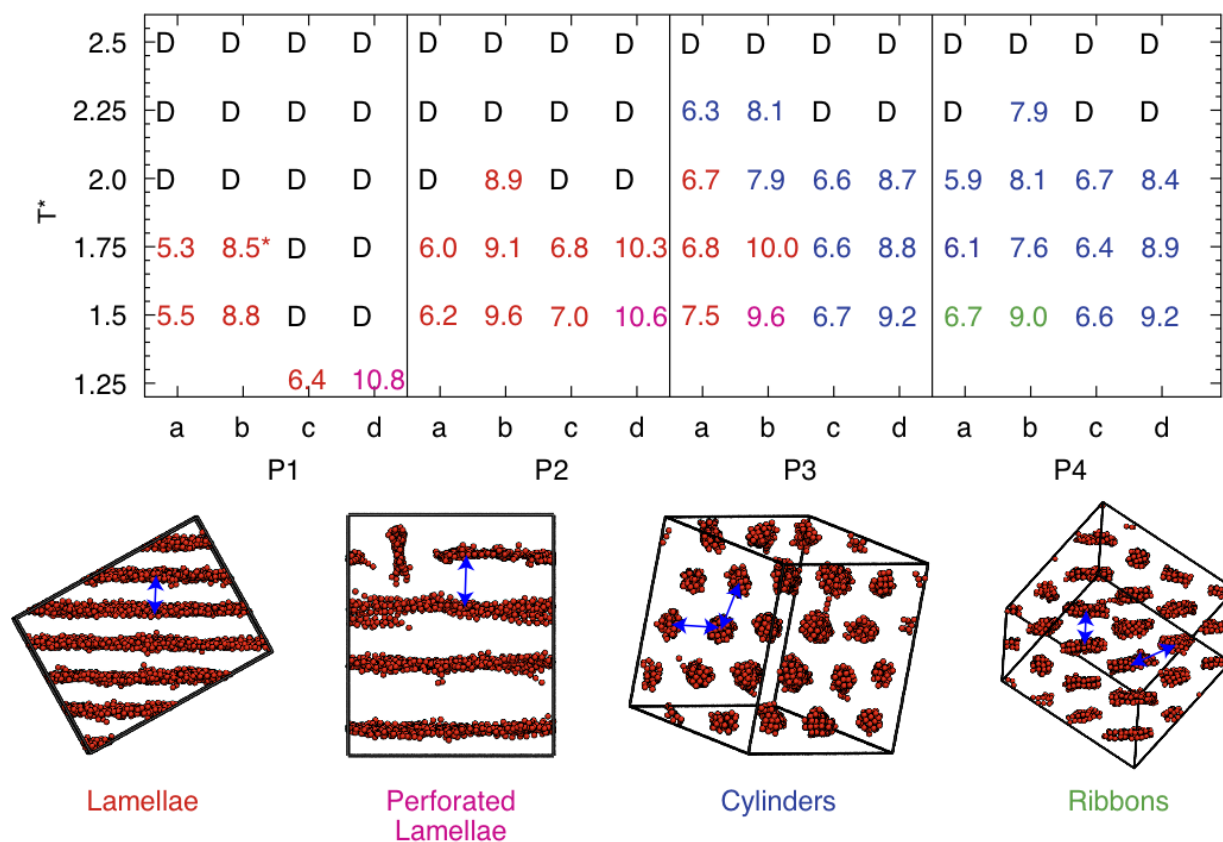 2.5 D D D D D D D D D D D D D D D D
2.25 D D D D D D D D 6.3 8.1 D D D 7.9 D D
2.0 D D D D D 8.9 D D 6.7 7.9 6.6 8.7 5.9 8.1 6.7 8.4
T*
1.75 5.3 8.5* D D 6.0 9.1 6.8 10.3 6.8 10.0 6.6 8.8 6.1 7.6 6.4 8.9
1.5 5.5 8.8 D D 6.2 9.6 7.0 10.6 7.5 9.6 6.7 9.2 6.7 9.0 6.6 9.2
1.25 6.4 10.8
a b c d a b c d a b c d a b c d
P1 P2 P3 P4
Lamellae
Perforated
Lamellae
Cylinders
Ribbons